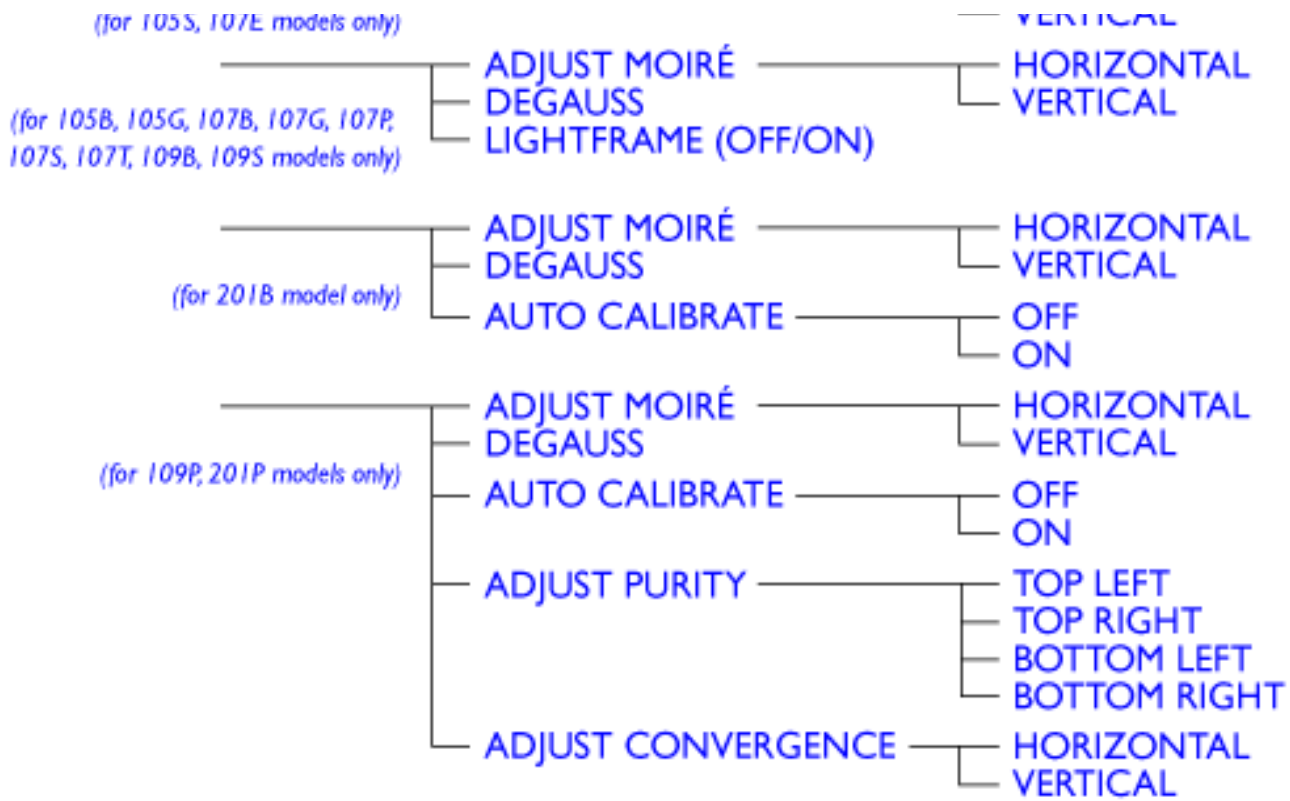 (for 105S, 107E models only)
VERTICAL
ADJUST MOIRÉ HORIZONTAL
DEGAUSS VERTICAL
(for 105B, 105G, 107B, 107G, 107P,
LIGHTFRAME (OFF/ON)
107S, 107T, 109B, 109S models only)
ADJUST MOIRÉ HORIZONTAL
DEGAUSS VERTICAL
(for 201B model only)
AUTO CALIBRATE OFF
ON
ADJUST MOIRÉ HORIZONTAL
DEGAUSS VERTICAL
(for 109P, 201P models only)
AUTO CALIBRATE OFF
ON
ADJUST PURITY TOP LEFT
TOP RIGHT
BOTTOM LEFT
BOTTOM RIGHT
ADJUST CONVERGENCE HORIZONTAL
VERTICAL